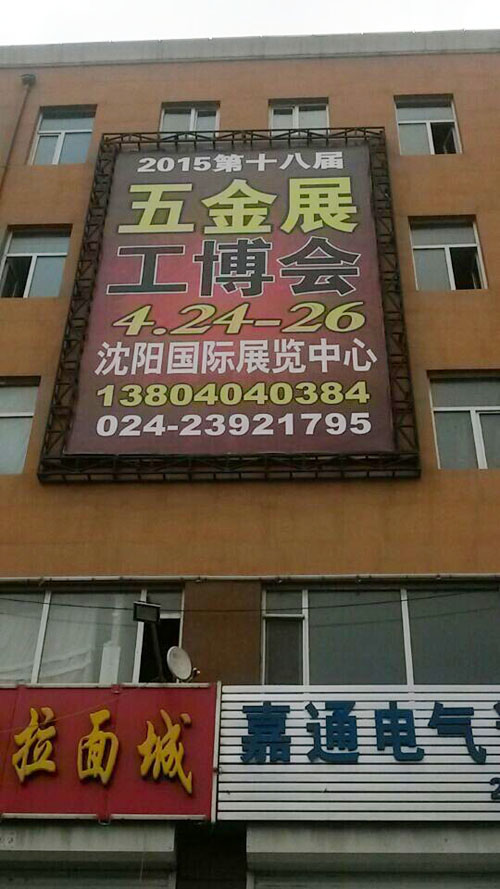 2015第十八届
五金展
工博会
4.24-26
沈阳国际展览中心
13804040384
024-23921795
拉面城
嘉通电气